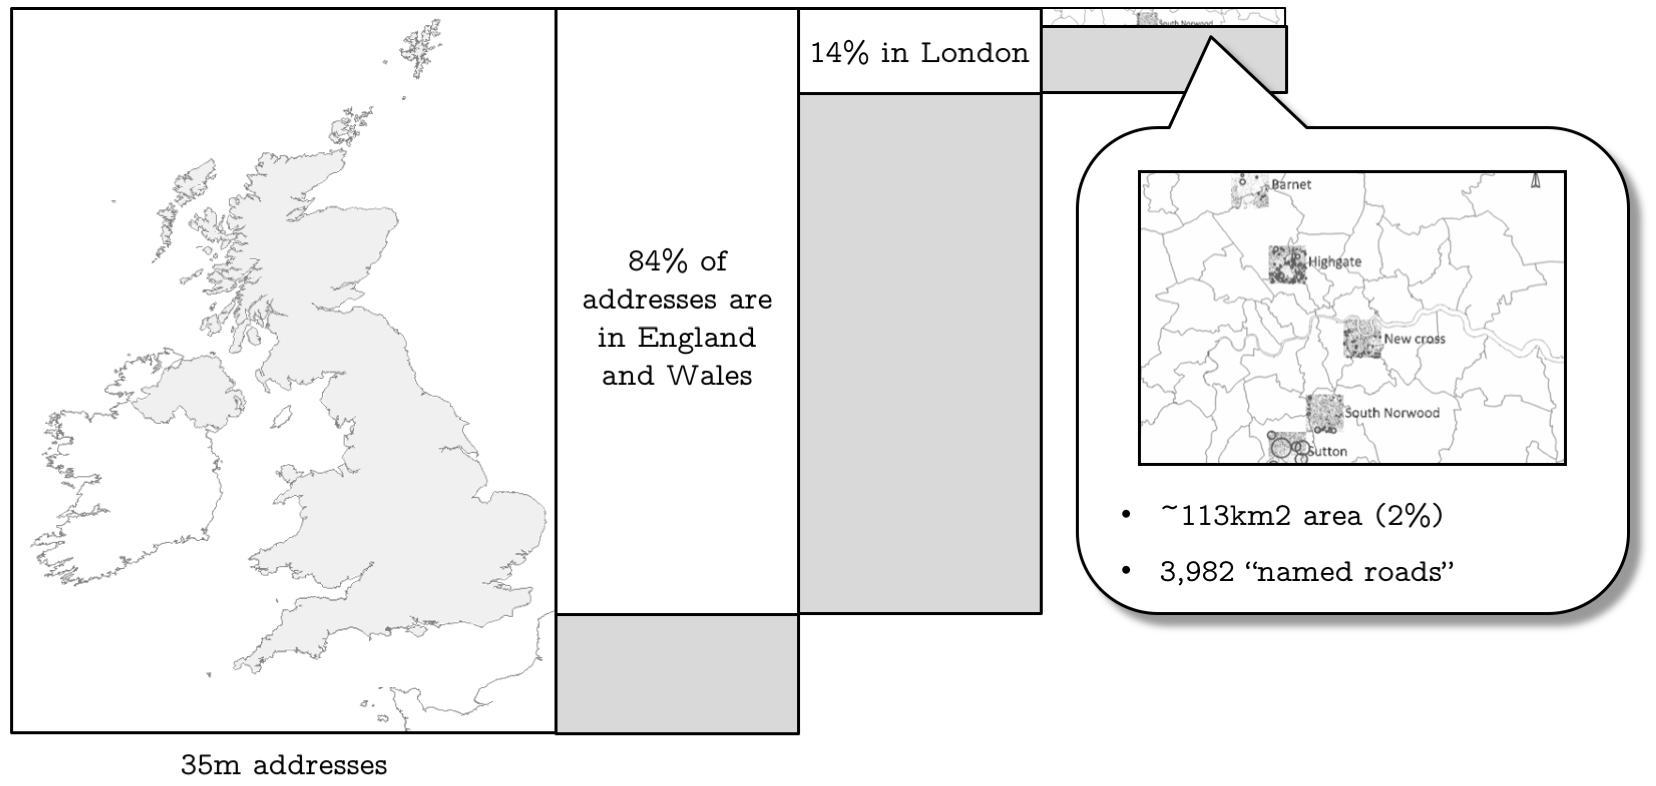 South Norwood
14% in London
84% of
addresses are
in England
and Wales
35m addresses
Barnet
Highgate
New cross
South Norwood
Sutton
• ~113km2 area (2%)
• 3,982 “named roads”